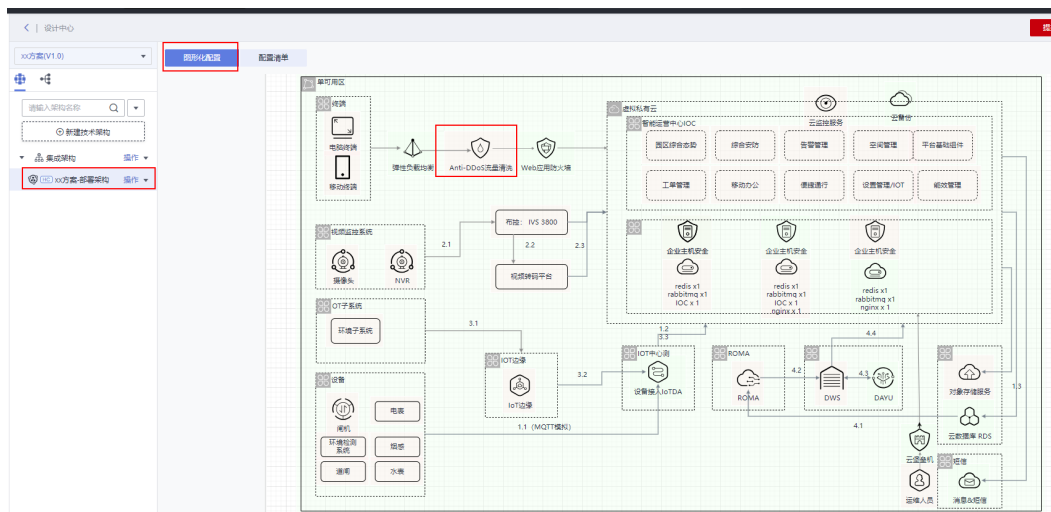 设计中心
提
xx方案(V1.0)
图形化配置
配置清单
请输入架构名称
新建技术架构
集成架构
操作
xx方案-部署架构
操作
单可用区
终端
电脑终端
移动终端
弹性负载均衡
Anti-DDoS流量清洗
Web应用防火墙
虚拟私有云
云监控服务
云备份
智能运营中心IOC
园区综合态势
综合安防
告警管理
空间管理
平台基础组件
工单管理
移动办公
便捷通行
设置管理/IOT
能效管理
企业主机安全
企业主机安全
企业主机安全
redis x1
rabbitmq x1
IOC x 1
redis x1
rabbitmq x1
IOC x 1
nginx x 1
redis x1
rabbitmq x1
nginx x 1
视频监控系统
摄像头
NVR
2.1
布控: IVS 3800
2.2
2.3
视频转码平台
OT子系统
环境子系统
3.1
1.2
3.3
4.4
IOT边缘
IoT边缘
3.2
IOT中心测
设备接入IoTDA
ROMA
ROMA
4.2
DWS
4.3
DAYU
对象存储服务
1.3
云数据库 RDS
设备
闸机
电表
环境检测
系统
烟感
道闸
水表
1.1（MQTT模拟）
4.1
云堡垒机
运维人员
短信
消息&短信